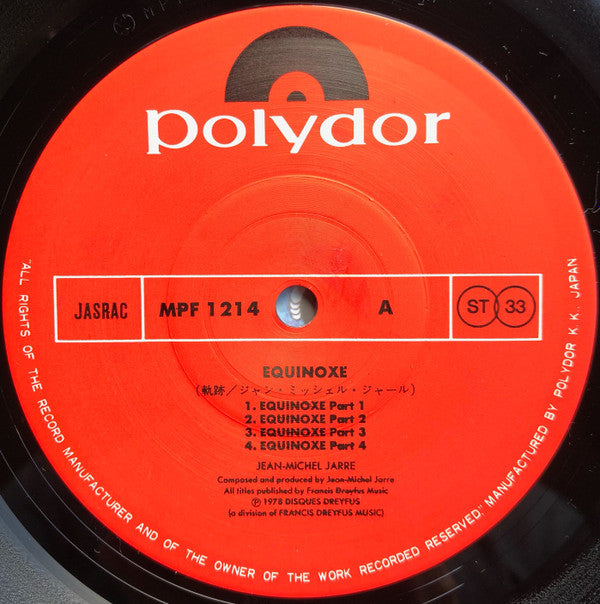 polydor
JASRAC MPF 1214 A ST 33
EQUINOXE
(軌跡/ジャン・ミッシェル・ジャール)
1. EQUINOXE Part 1
2. EQUINOXE Part 2
3. EQUINOXE Part 3
4. EQUINOXE Part 4
JEAN-MICHEL JARRE
Composed and produced by Jean-Michel Jarre
All titles published by Francis Dreyfus Music
Ⓟ 1978 DISQUES DREYFUS
(a division of FRANCIS DREYFUS MUSIC)
"ALL RIGHTS OF THE RECORD MANUFACTURER AND OF THE OWNER OF THE WORK RECORDED RESERVED." MANUFACTURED BY POLYDOR K.K. JAPAN